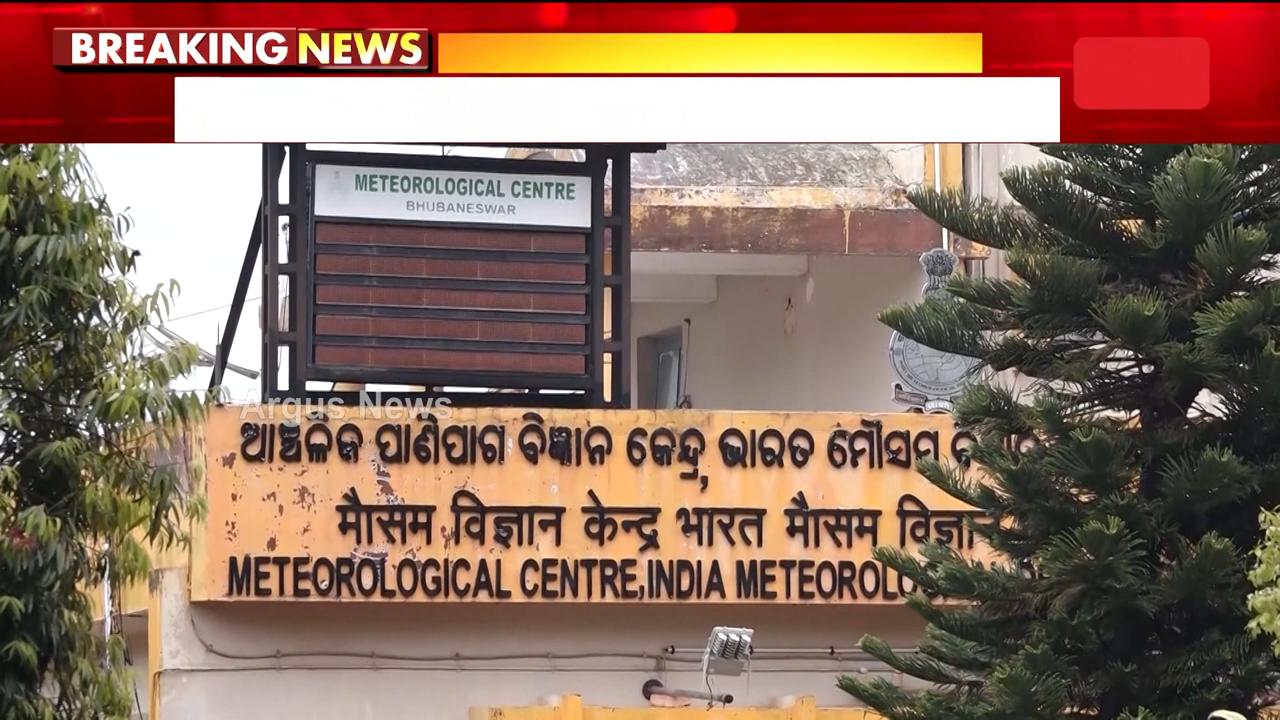 BREAKING NEWS
METEOROLOGICAL CENTRE
BHUBANESWAR
Argus News
ଆଞ୍ଚଳିକ ପାଣିପାଗ ବିଜ୍ଞାନ କେନ୍ଦ୍ର, ଭାରତ ମୌସମ
मौसम विज्ञान केन्द्र भारत मौसम
METEOROLOGICAL CENTRE, INDIA